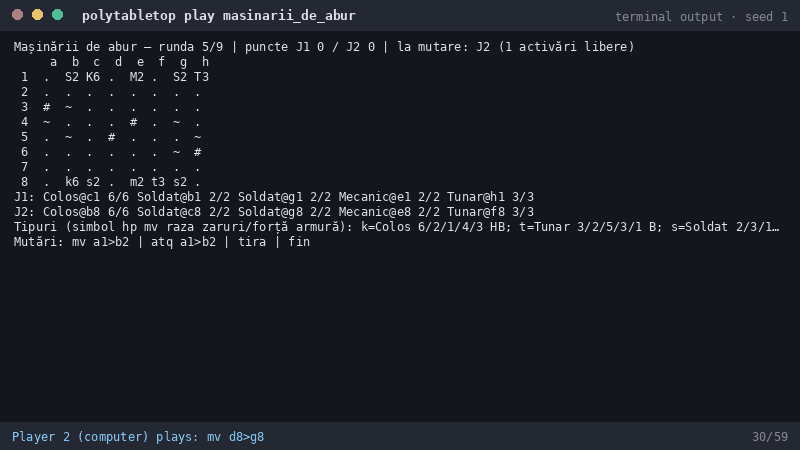 polytabletop play masinarii_de_abur
terminal output · seed 1
Mașinării de abur — runda 5/9 | puncte J1 0 / J2 0 | la mutare: J2 (1 activări libere)
a b c d e f g h
1 . S2 K6 . M2 . S2 T3
2 . . . . . . . .
3 # ~ . . . . . .
4 ~ . . . # . ~ .
5 . ~ . # . . . ~
6 . . . . . . ~ #
7 . . . . . . . .
8 . k6 s2 . m2 t3 s2 .
J1: Colos@c1 6/6 Soldat@b1 2/2 Soldat@g1 2/2 Mecanic@e1 2/2 Tunar@h1 3/3
J2: Colos@b8 6/6 Soldat@c8 2/2 Soldat@g8 2/2 Mecanic@e8 2/2 Tunar@f8 3/3
Tipuri (simbol hp mv raza zaruri/forță armură): k=Colos 6/2/1/4/3 HB; t=Tunar 3/2/5/3/1 B; s=Soldat 2/3/1…
Mutări: mv a1>b2 | atq a1>b2 | tira | fin
Player 2 (computer) plays: mv d8>g8
30/59